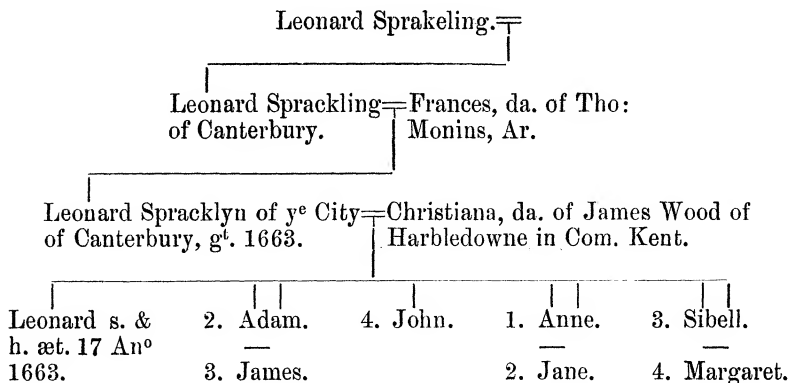 Leonard Sprakeling.
Leonard Sprackling Frances, da. of Tho:
of Canterbury. Monins, Ar.
Leonard Spracklyn of yᵉ City Christiana, da. of James Wood of
of Canterbury, gᵗ. 1663. Harbledowne in Com. Kent.
Leonard s. & 2. Adam. 4. John. 1. Anne. 3. Sibell.
h. æt. 17 Anº
1663. 3. James. 2. Jane. 4. Margaret.